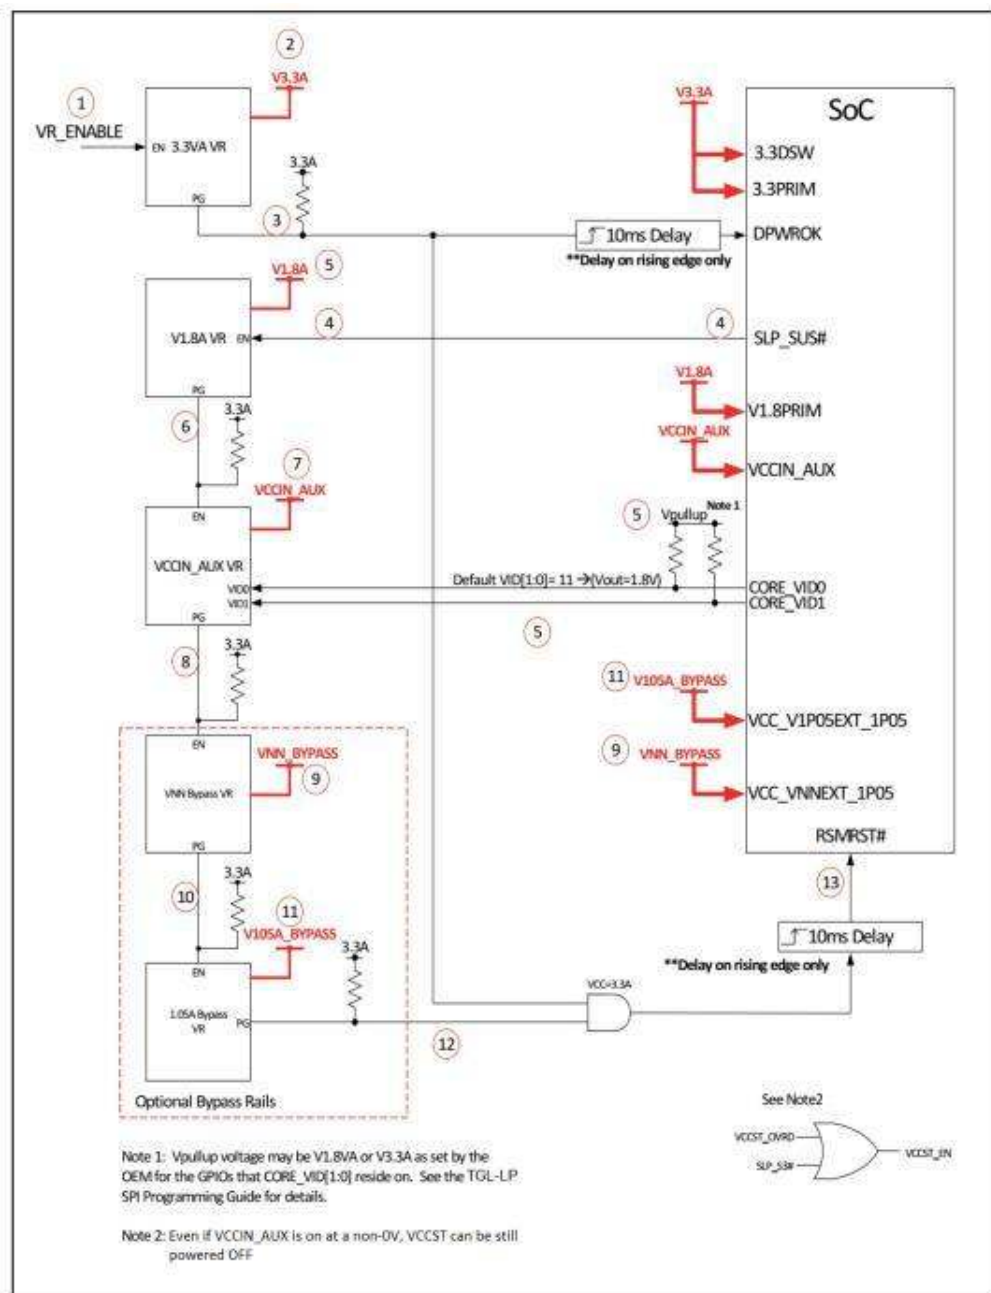 2
V3.3A
1
VR_ENABLE
EN 3.3VA VR
PG
3.3A
3
V3.3A
SoC
3.3DSW
3.3PRIM
10ms Delay
DPWROK
**Delay on rising edge only
5
V1.8A
V1.8A VR
EN
4
4
SLP_SUS#
PG
6
3.3A
V1.8A
V1.8PRIM
VCCIN_AUX
VCCIN_AUX
7
VCCIN_AUX
EN
VCCIN_AUX VR
VID0
VID1
PG
5
Vpullup
Note 1
Default VID[1:0]= 11 →(Vout=1.8V)
CORE_VID0
CORE_VID1
5
8
3.3A
11
V105A_BYPASS
VCC_V1P05EXT_1P05
9
VNN_BYPASS
VCC_VNNEXT_1P05
EN
VNN Bypass VR
PG
VNN_BYPASS
9
RSMRST#
13
10
3.3A
11
V105A_BYPASS
EN
1.05A Bypass
VR
PG
3.3A
12
VCC=3.3A
10ms Delay
**Delay on rising edge only
Optional Bypass Rails
See Note2
VCCST_OVRD
SLP_S3#
VCCST_EN
Note 1: Vpullup voltage may be V1.8VA or V3.3A as set by the
OEM for the GPIOs that CORE_VID[1:0] reside on. See the TGL-LP
SPI Programming Guide for details.
Note 2: Even if VCCIN_AUX is on at a non-0V, VCCST can be still
powered OFF